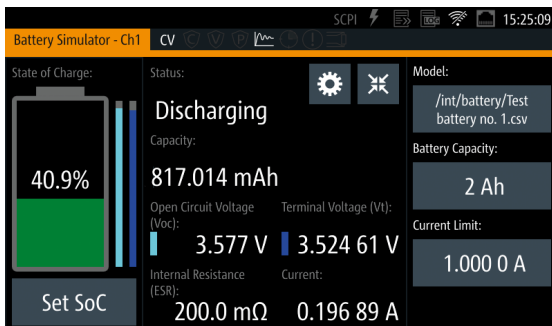 SCPI LOG 15:25:09
Battery Simulator - Ch1 CV C V P
State of Charge:
40.9%
Set SoC
Status:
Discharging
Capacity:
817.014 mAh
Open Circuit Voltage
(Voc):
3.577 V
Terminal Voltage (Vt):
3.524 61 V
Internal Resistance
(ESR):
200.0 mΩ
Current:
0.196 89 A
Model:
/int/battery/Test
battery no. 1.csv
Battery Capacity:
2 Ah
Current Limit:
1.000 0 A